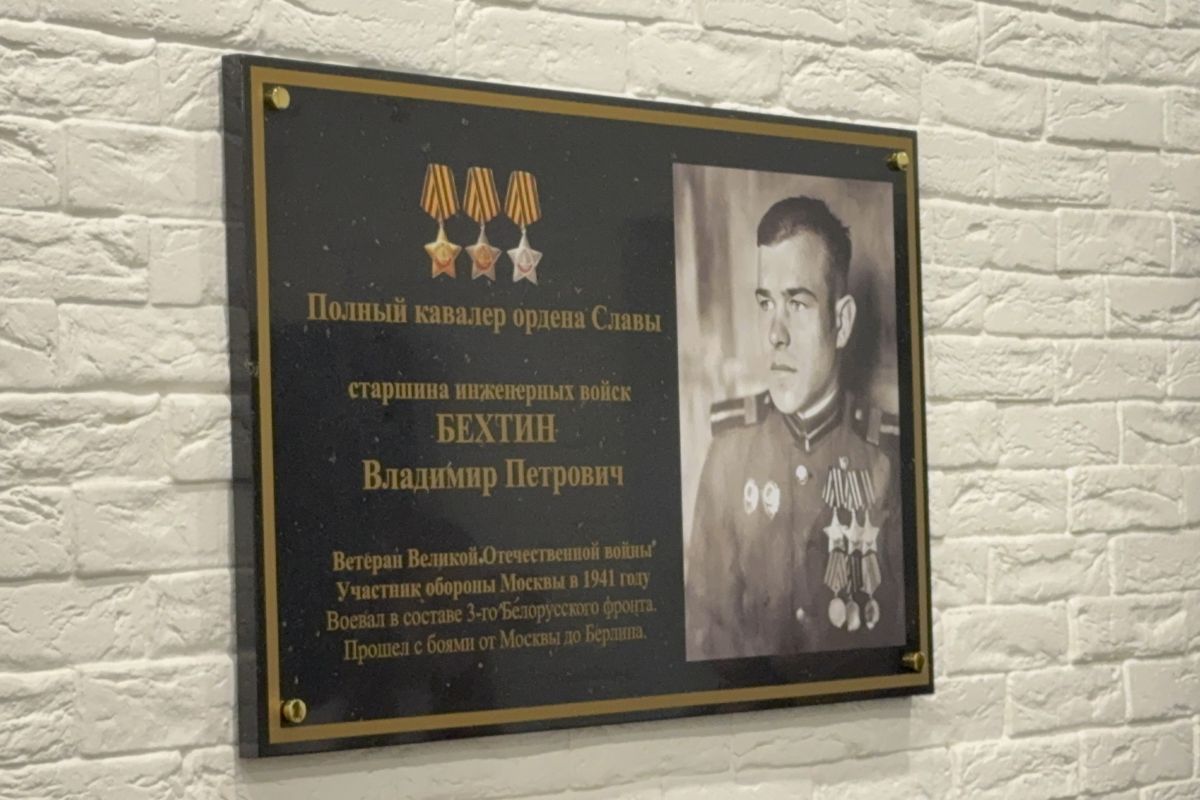 Полный кавалер ордена Славы
старшина инженерных войск
БЕХТИН
Владимир Петрович
Ветеран Великой Отечественной войны
Участник обороны Москвы в 1941 году
Воевал в составе 3-го Белорусского фронта.
Прошел с боями от Москвы до Берлина.